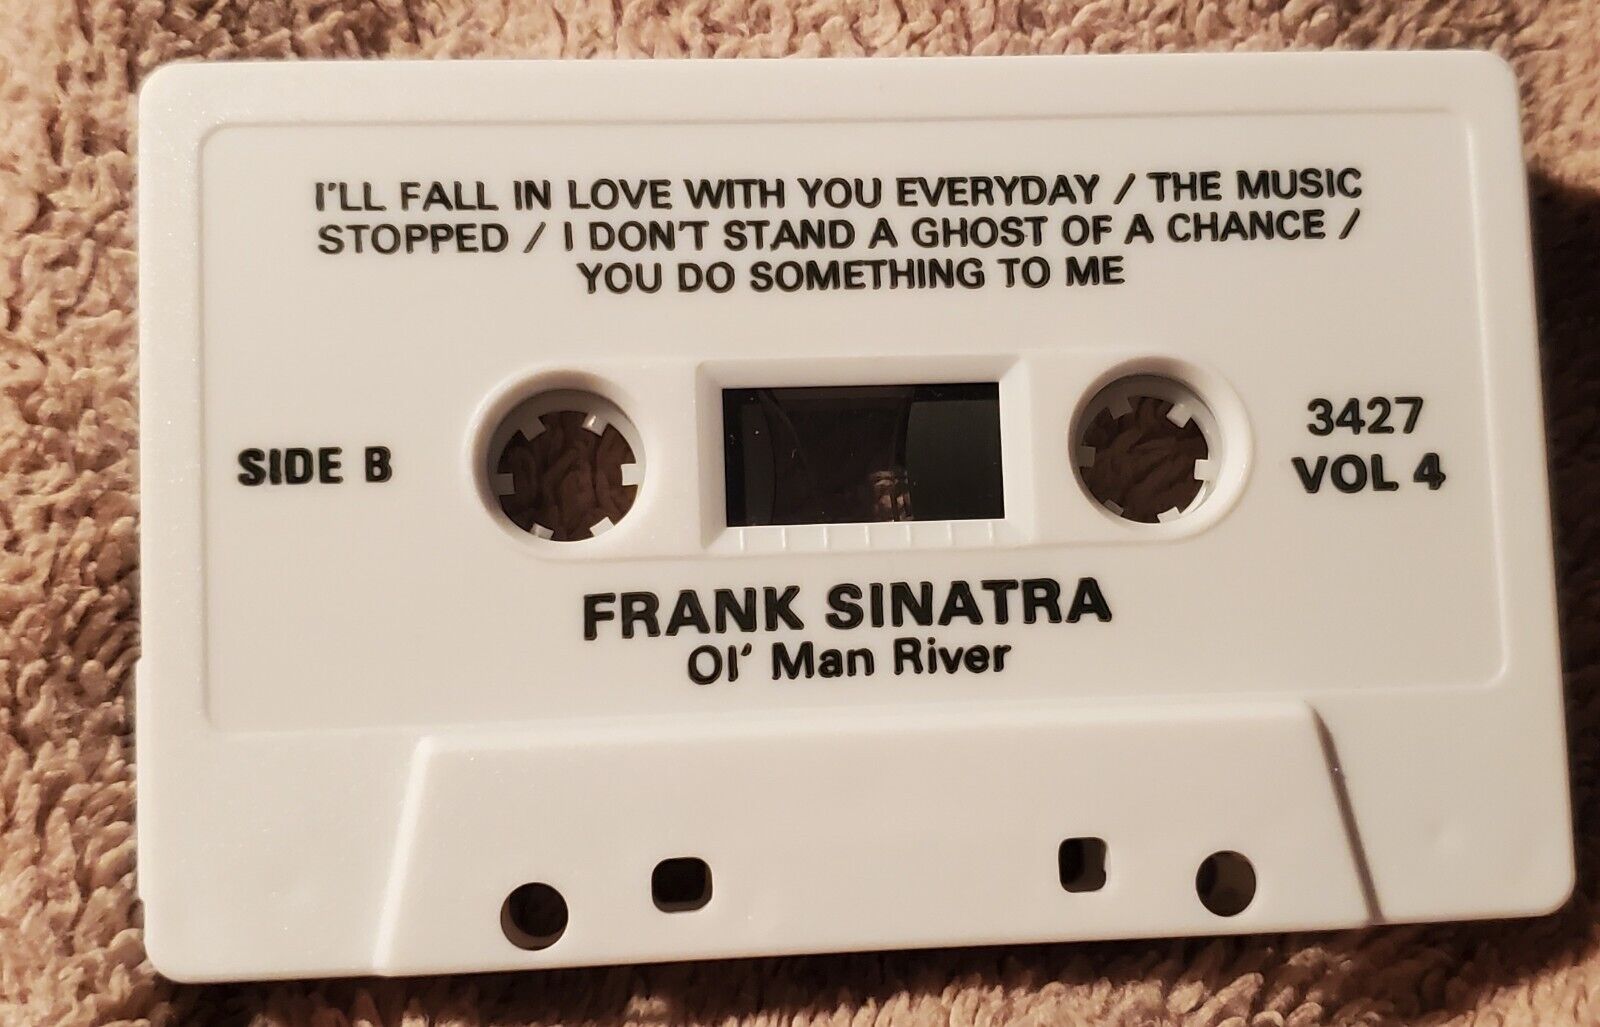 I'LL FALL IN LOVE WITH YOU EVERYDAY / THE MUSIC
STOPPED / I DON'T STAND A GHOST OF A CHANCE /
YOU DO SOMETHING TO ME
SIDE B
3427
VOL 4
FRANK SINATRA
Ol' Man River